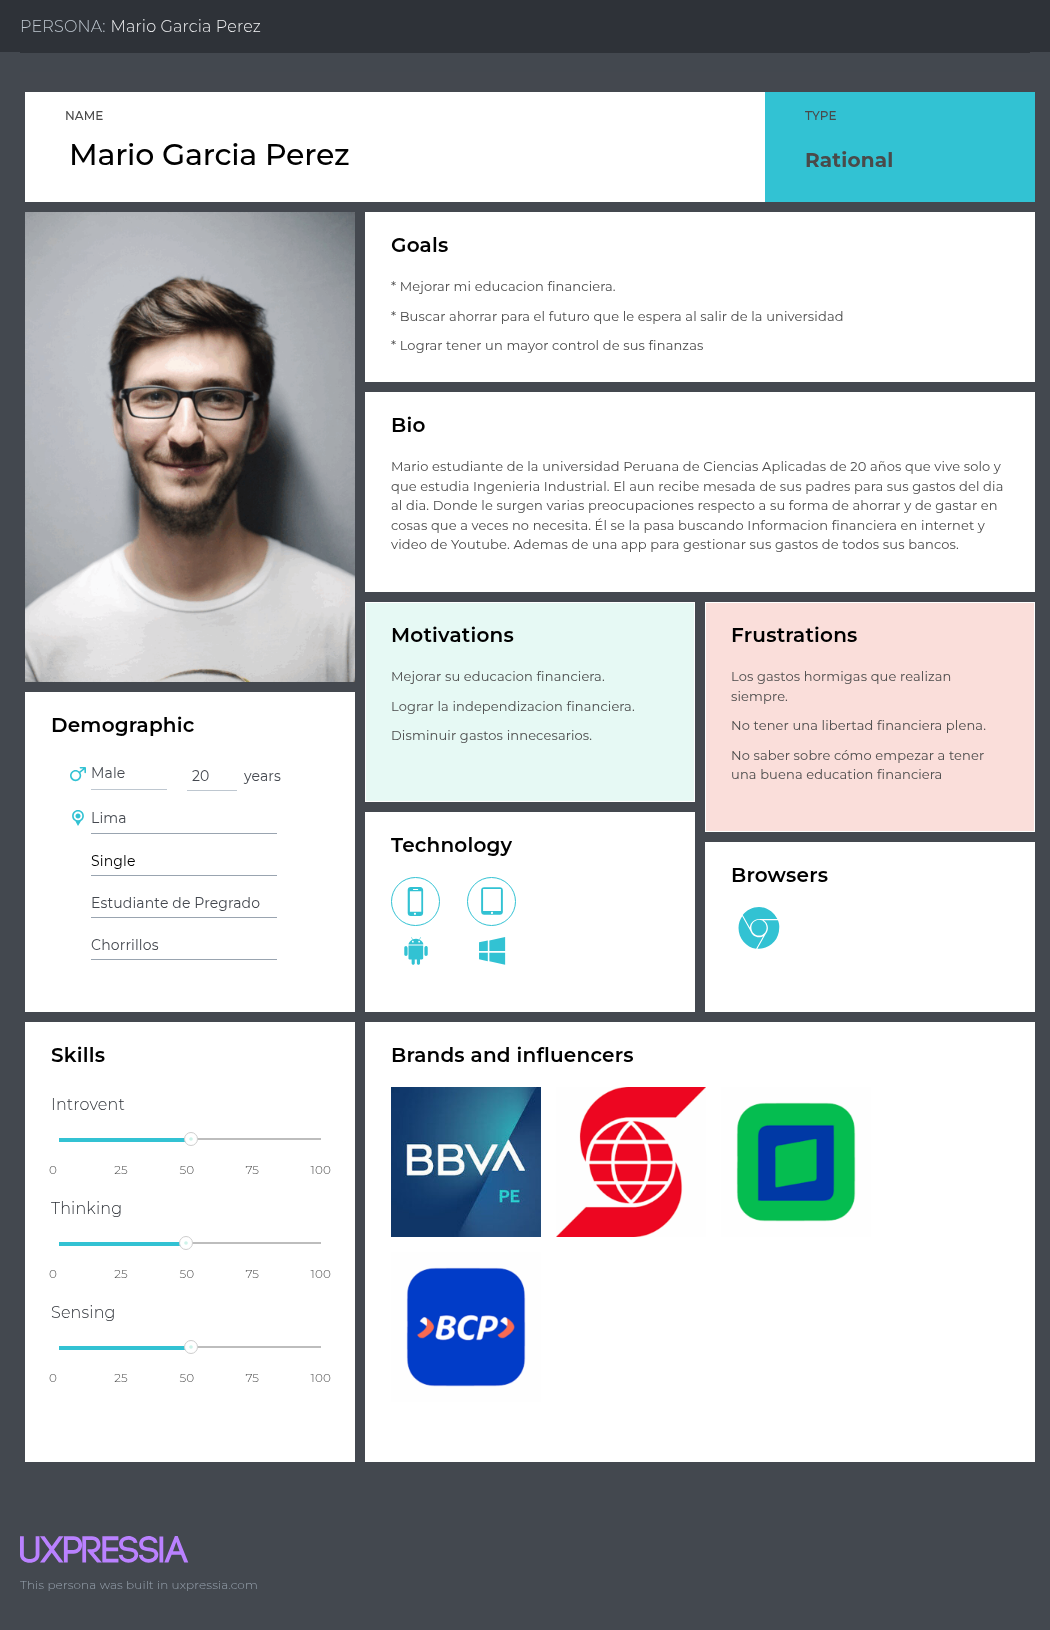 PERSONA: Mario Garcia Perez
NAME
Mario Garcia Perez
TYPE
Rational
Goals
* Mejorar mi educacion financiera.
* Buscar ahorrar para el futuro que le espera al salir de la universidad
* Lograr tener un mayor control de sus finanzas
Bio
Mario estudiante de la universidad Peruana de Ciencias Aplicadas de 20 años que vive solo y
que estudia Ingenieria Industrial. El aun recibe mesada de sus padres para sus gastos del dia
al dia. Donde le surgen varias preocupaciones respecto a su forma de ahorrar y de gastar en
cosas que a veces no necesita. Él se la pasa buscando Informacion financiera en internet y
video de Youtube. Ademas de una app para gestionar sus gastos de todos sus bancos.
Motivations
Mejorar su educacion financiera.
Lograr la independizacion financiera.
Disminuir gastos innecesarios.
Frustrations
Los gastos hormigas que realizan
siempre.
No tener una libertad financiera plena.
No saber sobre cómo empezar a tener
una buena education financiera
Demographic
Male 20 years
Lima
Single
Estudiante de Pregrado
Chorrillos
Technology
Browsers
Skills
Introvent
0 25 50 75 100
Thinking
0 25 50 75 100
Sensing
0 25 50 75 100
Brands and influencers
BBVA
PE
BCP
UXPRESSIA
This persona was built in uxpressia.com